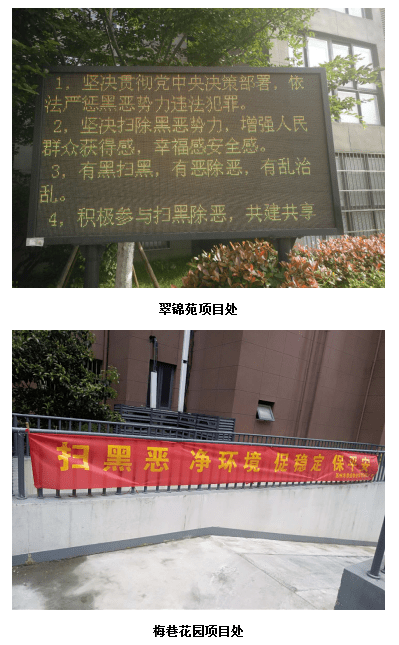 1，坚决贯彻党中央决策部署，依
法严惩黑恶势力违法犯罪。
2，坚决扫除黑恶势力，增强人民
群众获得感，幸福感安全感。
3，有黑扫黑，有恶除恶，有乱治
乱。
4，积极参与扫黑除恶，共建共享
翠锦苑项目处
扫黑恶 净环境 促稳定 保平安
梅巷花园项目处